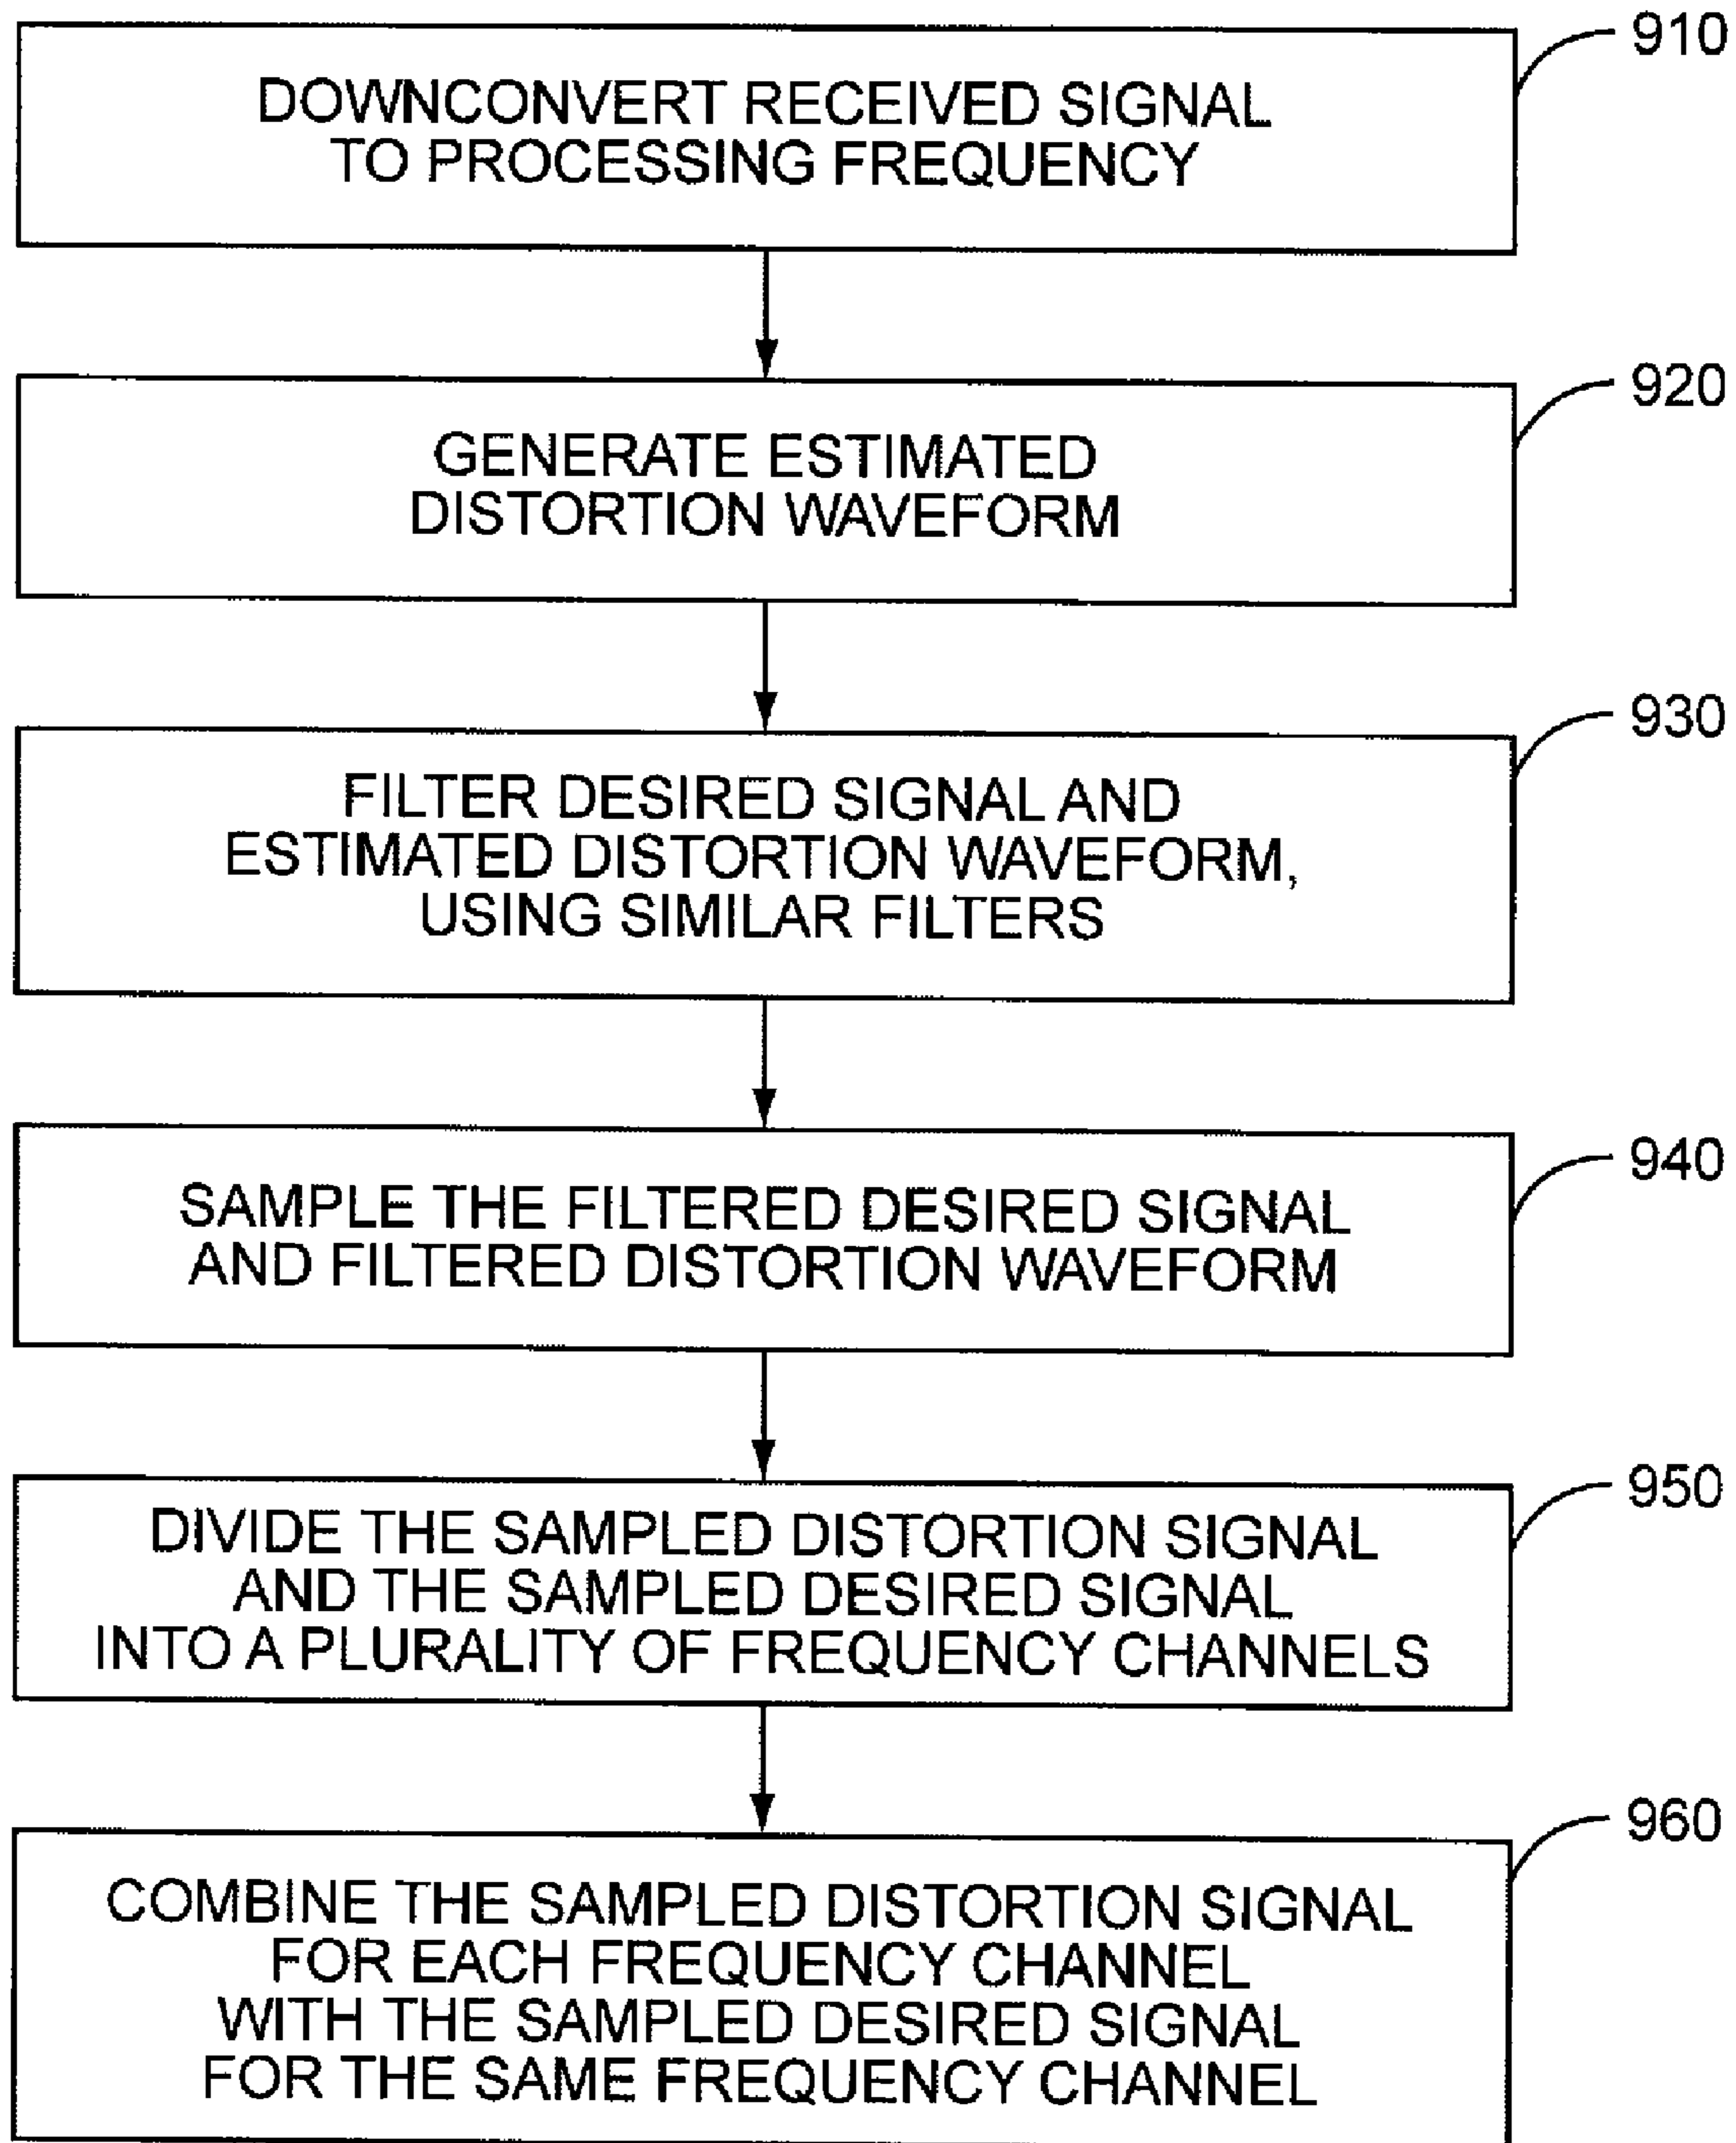 910
DOWNCONVERT RECEIVED SIGNAL
TO PROCESSING FREQUENCY
920
GENERATE ESTIMATED
DISTORTION WAVEFORM
930
FILTER DESIRED SIGNAL AND
ESTIMATED DISTORTION WAVEFORM,
USING SIMILAR FILTERS
940
SAMPLE THE FILTERED DESIRED SIGNAL
AND FILTERED DISTORTION WAVEFORM
950
DIVIDE THE SAMPLED DISTORTION SIGNAL
AND THE SAMPLED DESIRED SIGNAL
INTO A PLURALITY OF FREQUENCY CHANNELS
960
COMBINE THE SAMPLED DISTORTION SIGNAL
FOR EACH FREQUENCY CHANNEL
WITH THE SAMPLED DESIRED SIGNAL
FOR THE SAME FREQUENCY CHANNEL